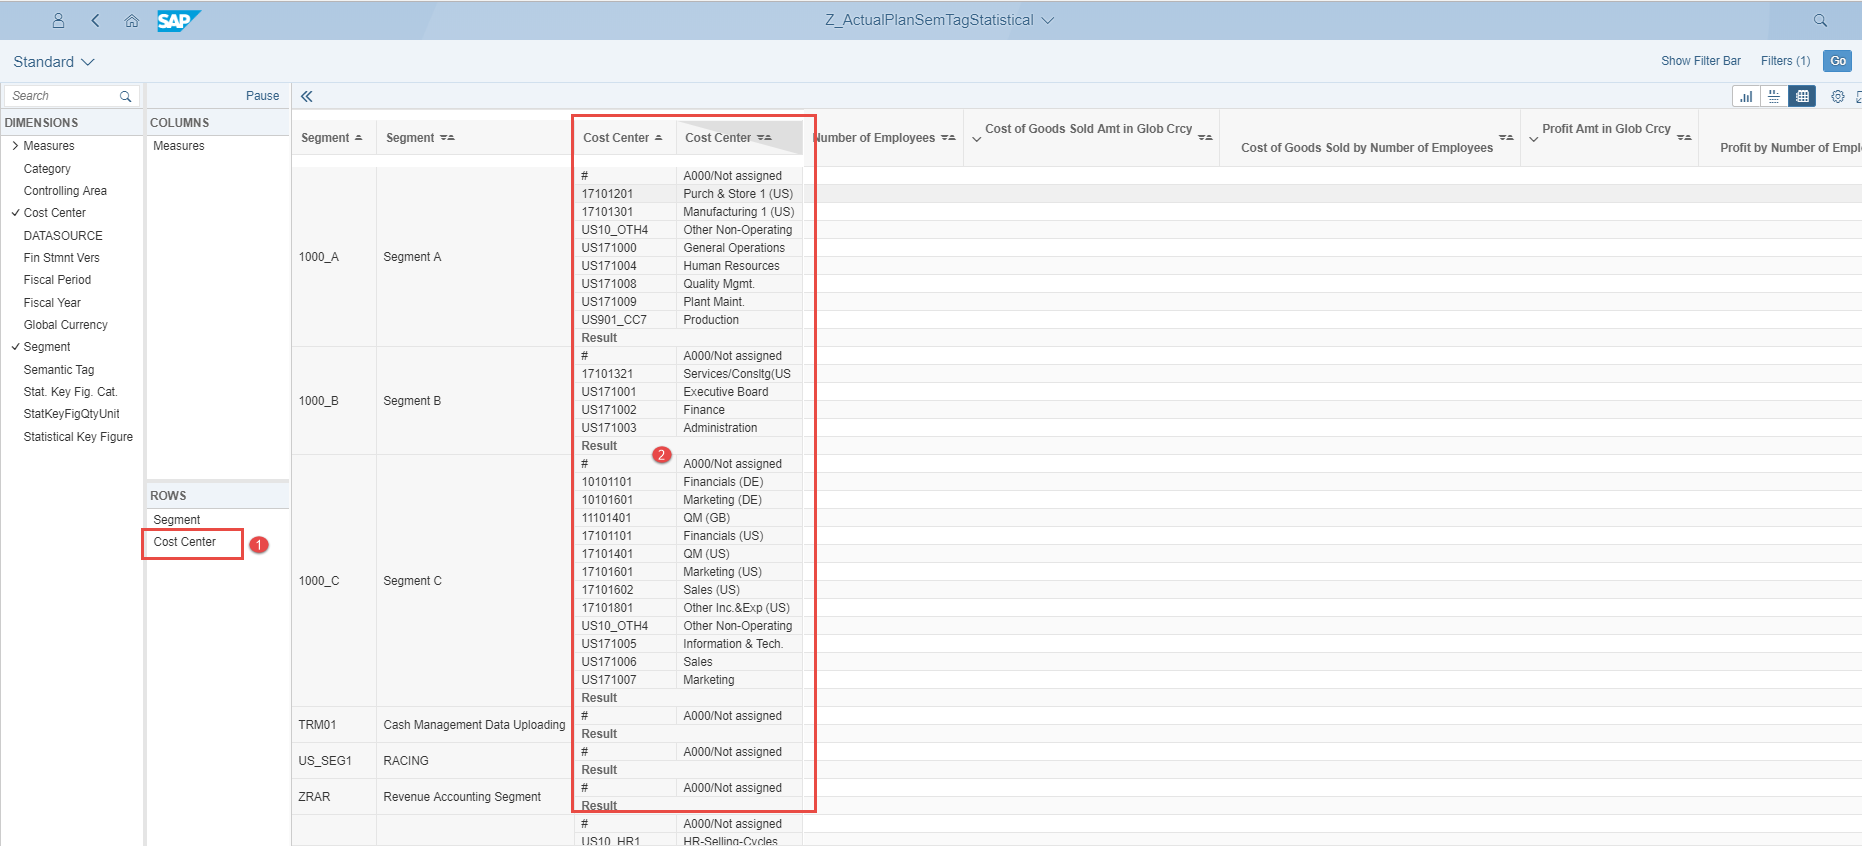 SAP
Z_ActualPlanSemTagStatistical
Standard
Show Filter Bar
Filters (1)
Go
Search
Pause
DIMENSIONS
Measures
Category
Controlling Area
Cost Center
DATASOURCE
Fin Stmnt Vers
Fiscal Period
Fiscal Year
Global Currency
Segment
Semantic Tag
Stat. Key Fig. Cat.
StatKeyFigQtyUnit
Statistical Key Figure
COLUMNS
Measures
ROWS
Segment
Cost Center
1
Segment Segment Cost Center Cost Center Number of Employees Cost of Goods Sold Amt in Glob Crcy Cost of Goods Sold by Number of Employees Profit Amt in Glob Crcy Profit by Number of Empl
1000_A Segment A
# A000/Not assigned
17101201 Purch & Store 1 (US)
17101301 Manufacturing 1 (US)
US10_OTH4 Other Non-Operating
US171000 General Operations
US171004 Human Resources
US171008 Quality Mgmt.
US171009 Plant Maint.
US901_CC7 Production
Result
1000_B Segment B
# A000/Not assigned
17101321 Services/Consltg(US
US171001 Executive Board
US171002 Finance
US171003 Administration
Result
2
1000_C Segment C
# A000/Not assigned
10101101 Financials (DE)
10101601 Marketing (DE)
11101401 QM (GB)
17101101 Financials (US)
17101401 QM (US)
17101601 Marketing (US)
17101602 Sales (US)
17101801 Other Inc.&Exp (US)
US10_OTH4 Other Non-Operating
US171005 Information & Tech.
US171006 Sales
US171007 Marketing
Result
TRM01 Cash Management Data Uploading # A000/Not assigned
Result
US_SEG1 RACING # A000/Not assigned
Result
ZRAR Revenue Accounting Segment # A000/Not assigned
Result
# A000/Not assigned
US10_HR1 HR-Selling-Cycles